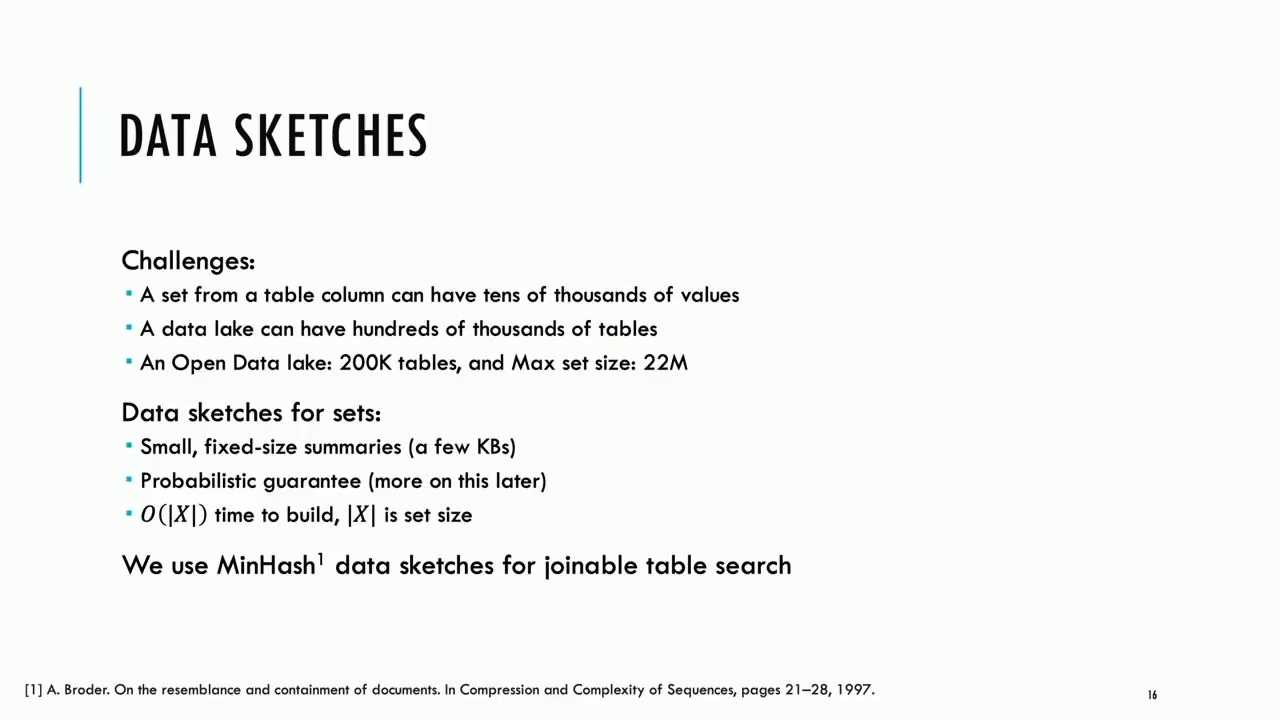 DATA SKETCHES
Challenges:
▪ A set from a table column can have tens of thousands of values
▪ A data lake can have hundreds of thousands of tables
▪ An Open Data lake: 200K tables, and Max set size: 22M
Data sketches for sets:
▪ Small, fixed-size summaries (a few KBs)
▪ Probabilistic guarantee (more on this later)
▪ O(|X|) time to build, |X| is set size
We use MinHash¹ data sketches for joinable table search
[1] A. Broder. On the resemblance and containment of documents. In Compression and Complexity of Sequences, pages 21–28, 1997.
16